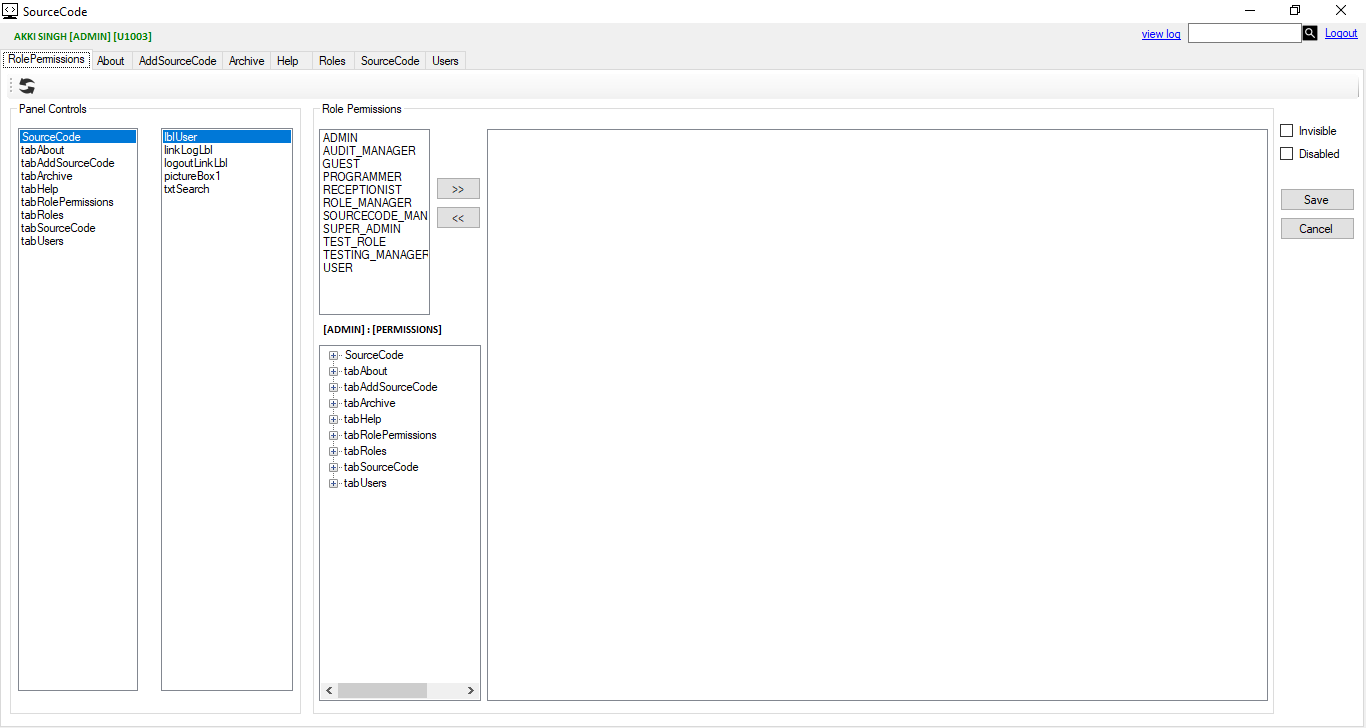 SourceCode
AKKI SINGH [ADMIN] [U1003]
view log
Logout
RolePermissions
About
AddSourceCode
Archive
Help
Roles
SourceCode
Users
Panel Controls
SourceCode
tabAbout
tabAddSourceCode
tabArchive
tabHelp
tabRolePermissions
tabRoles
tabSourceCode
tabUsers
lblUser
linkLogLbl
logoutLinkLbl
pictureBox1
txtSearch
Role Permissions
ADMIN
AUDIT_MANAGER
GUEST
PROGRAMMER
RECEPTIONIST
ROLE_MANAGER
SOURCECODE_MAN
SUPER_ADMIN
TEST_ROLE
TESTING_MANAGER
USER
>>
<<
[ADMIN] : [PERMISSIONS]
SourceCode
tabAbout
tabAddSourceCode
tabArchive
tabHelp
tabRolePermissions
tabRoles
tabSourceCode
tabUsers
Invisible
Disabled
Save
Cancel